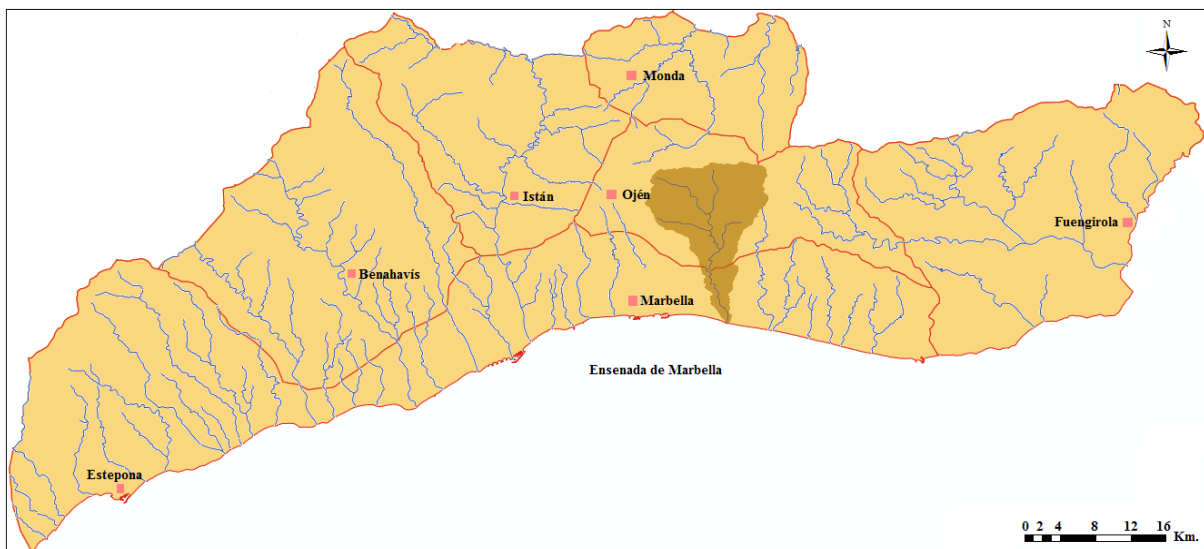 N
Monda
Istán
Ojén
Fuengirola
Benahavís
Marbella
Ensenada de Marbella
Estepona
0 2 4 8 12 16
Km.